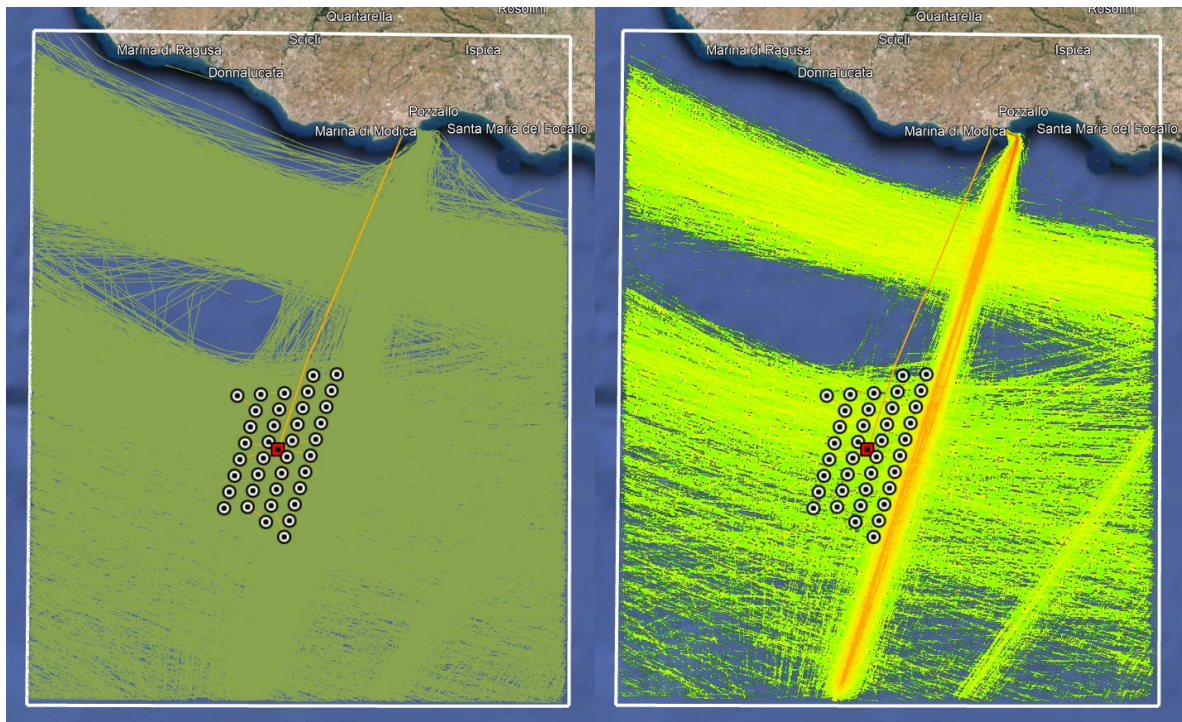 Quartarella
Rosolini
Scicli
Marina di Ragusa
Ispica
Donnalucata
Pozzallo
Marina di Modica
Santa Maria del Focallo
Quartarella
Rosolini
Scicli
Marina di Ragusa
Ispica
Donnalucata
Pozzallo
Marina di Modica
Santa Maria del Focallo